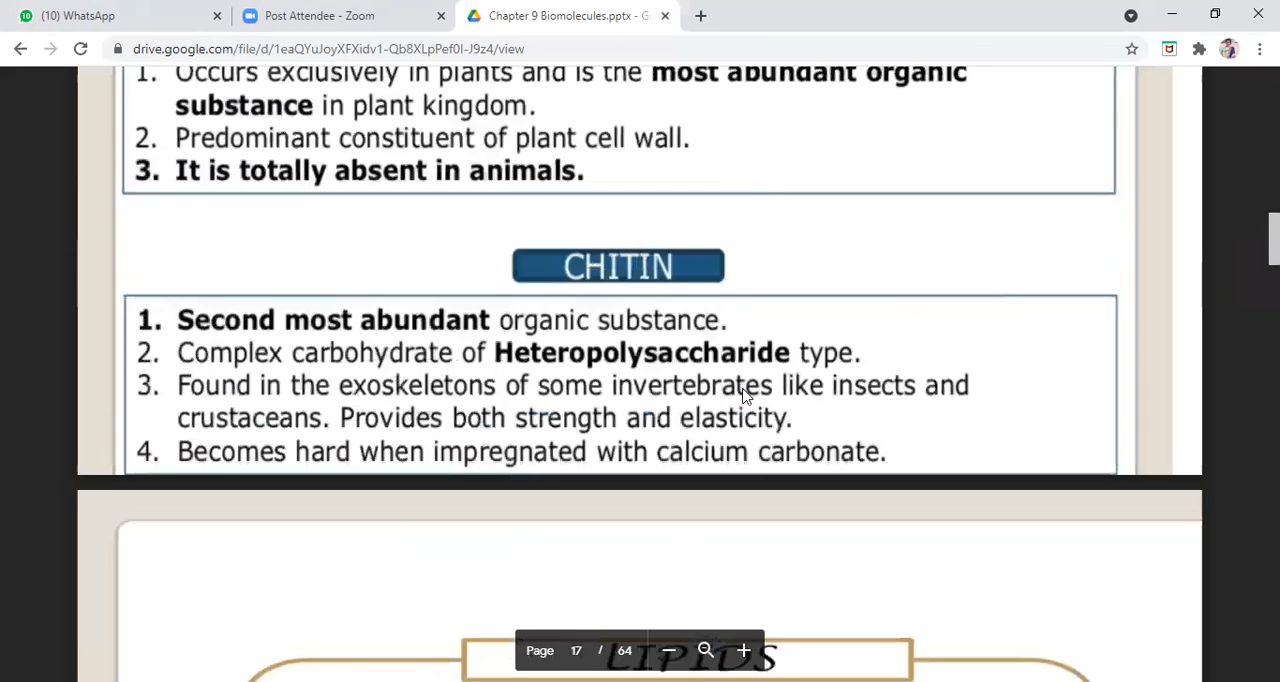 (10) WhatsApp
Post Attendee - Zoom
Chapter 9 Biomolecules.pptx - G
drive.google.com/file/d/1eaQYuJoyXFXidv1-Qb8XLpPef0I-J9z4/view
1. Occurs exclusively in plants and is the most abundant organic
substance in plant kingdom.
2. Predominant constituent of plant cell wall.
3. It is totally absent in animals.
CHITIN
1. Second most abundant organic substance.
2. Complex carbohydrate of Heteropolysaccharide type.
3. Found in the exoskeletons of some invertebrates like insects and
crustaceans. Provides both strength and elasticity.
4. Becomes hard when impregnated with calcium carbonate.
Page 17 / 64
LIPIDS